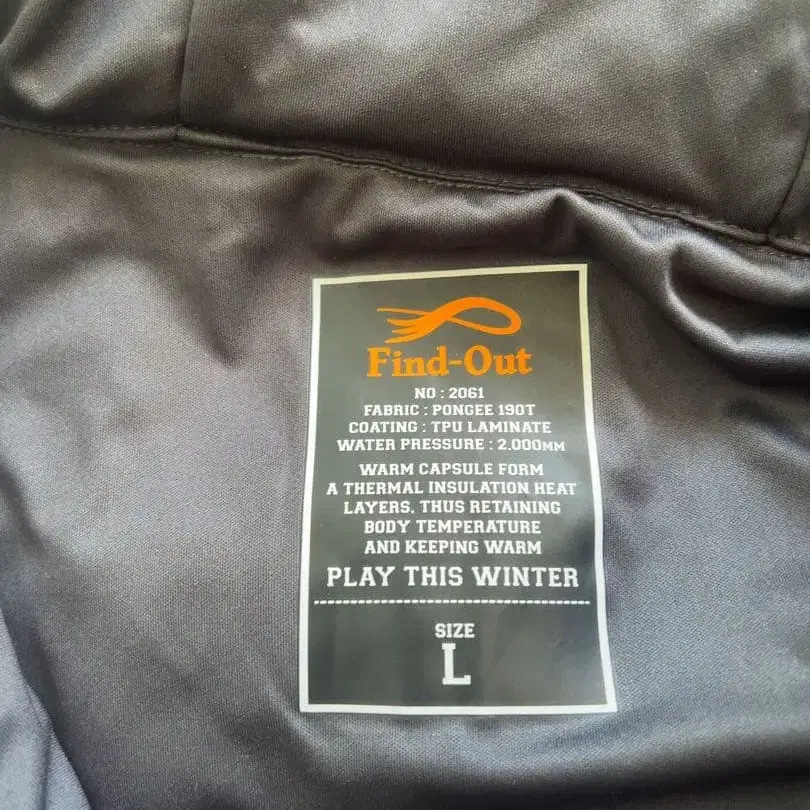 Find-Out
NO : 2061
FABRIC : PONGEE 190T
COATING : TPU LAMINATE
WATER PRESSURE : 2.000MM
WARM CAPSULE FORM
A THERMAL INSULATION HEAT
LAYERS. THUS RETAINING
BODY TEMPERATURE
AND KEEPING WARM
PLAY THIS WINTER
SIZE
L